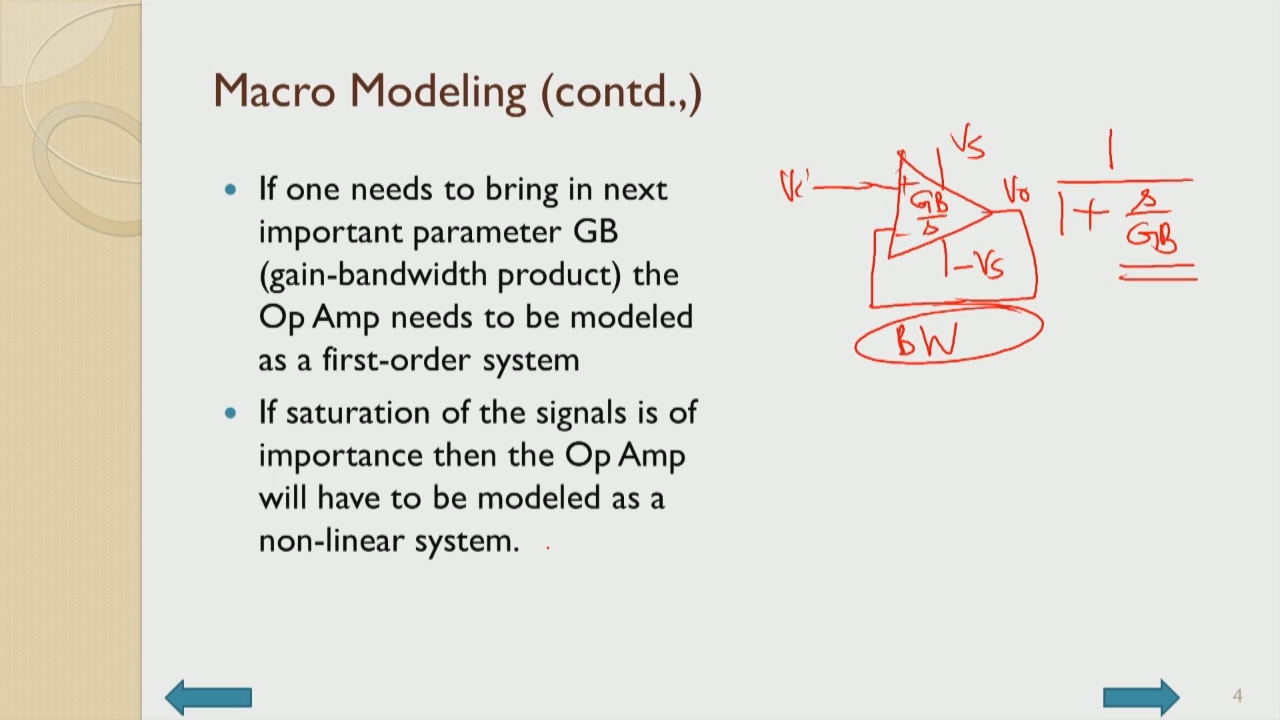 Macro Modeling (contd.,)
If one needs to bring in next
important parameter GB
(gain-bandwidth product) the
Op Amp needs to be modeled
as a first-order system
If saturation of the signals is of
importance then the Op Amp
will have to be modeled as a
non-linear system.
Vs
Vi
+
GB
s
-
Vo
-Vs
BW
1
1 + s
GB
4